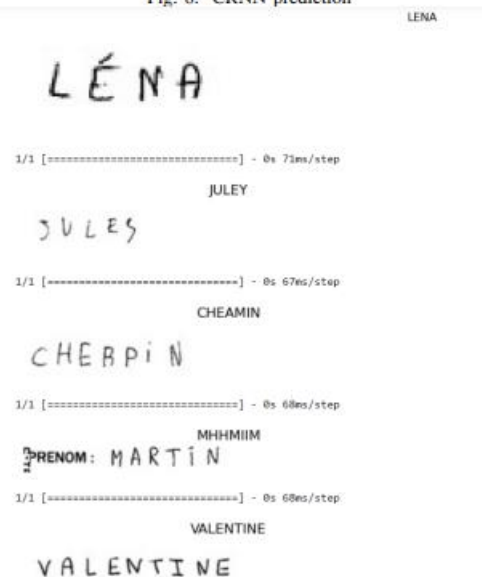 Fig. 6. CRNN prediction
LENA
LÉNA
1/1 [==============================] - 0s 71ms/step
JULEY
JULES
1/1 [==============================] - 0s 67ms/step
CHEAMIN
CHERPiN
1/1 [==============================] - 0s 68ms/step
MHHMIIM
PRENOM: MARTiN
1/1 [==============================] - 0s 68ms/step
VALENTINE
VALENTINE